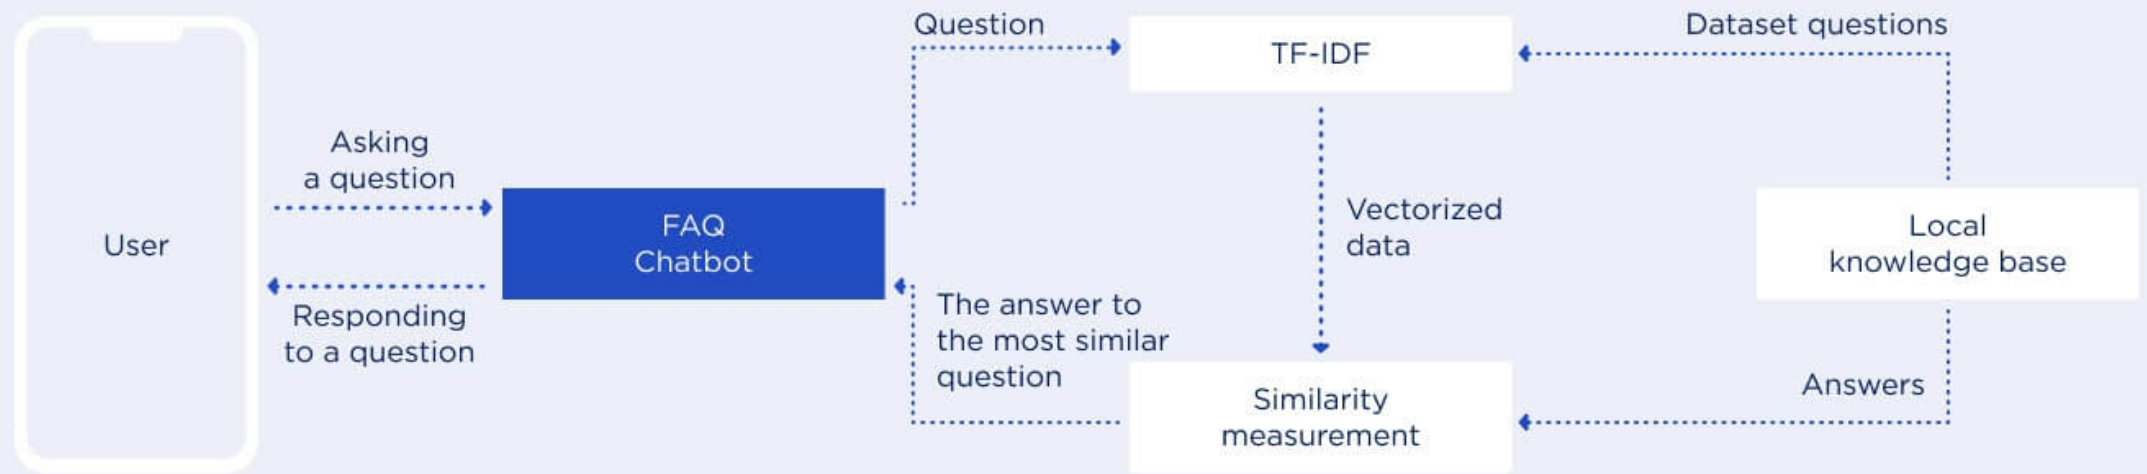 Question
TF-IDF
Dataset questions
Asking
a question
User
FAQ
Chatbot
Vectorized
data
Local
knowledge base
Responding
to a question
The answer to
the most similar
question
Similarity
measurement
Answers